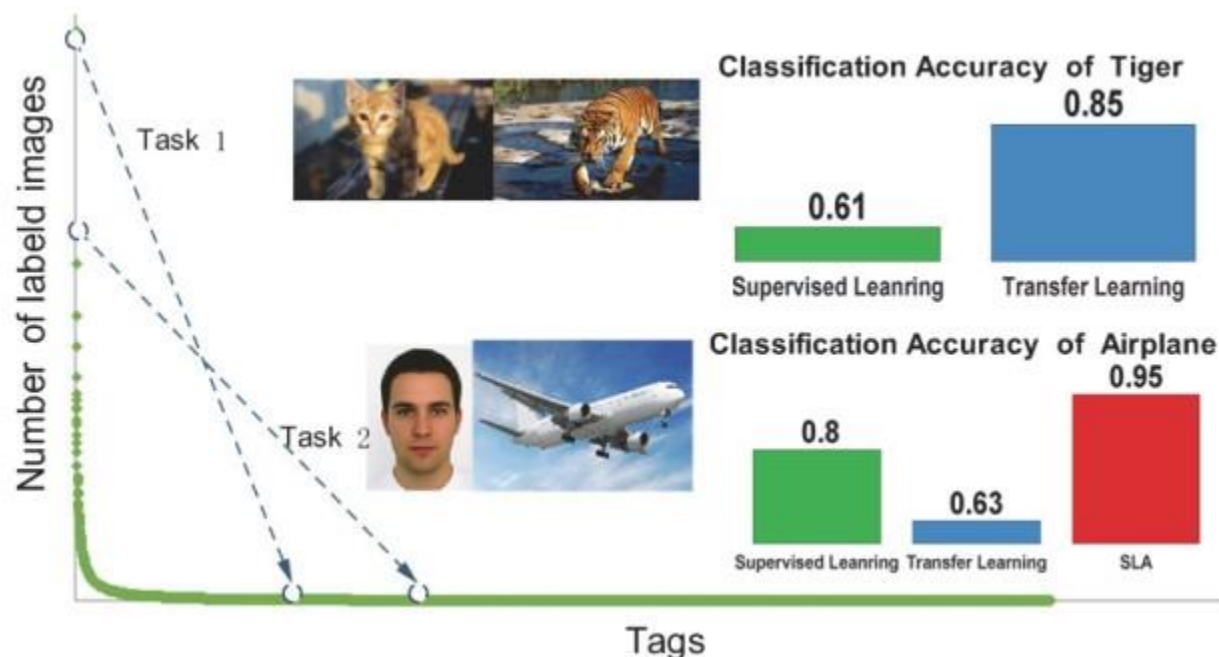 Number of labeld images
Task 1
Classification Accuracy of Tiger
0.85
0.61
Supervised Leanring
Transfer Learning
Task 2
Classification Accuracy of Airplane
0.95
0.8
0.63
Supervised Leanring
Transfer Learning
SLA
Tags